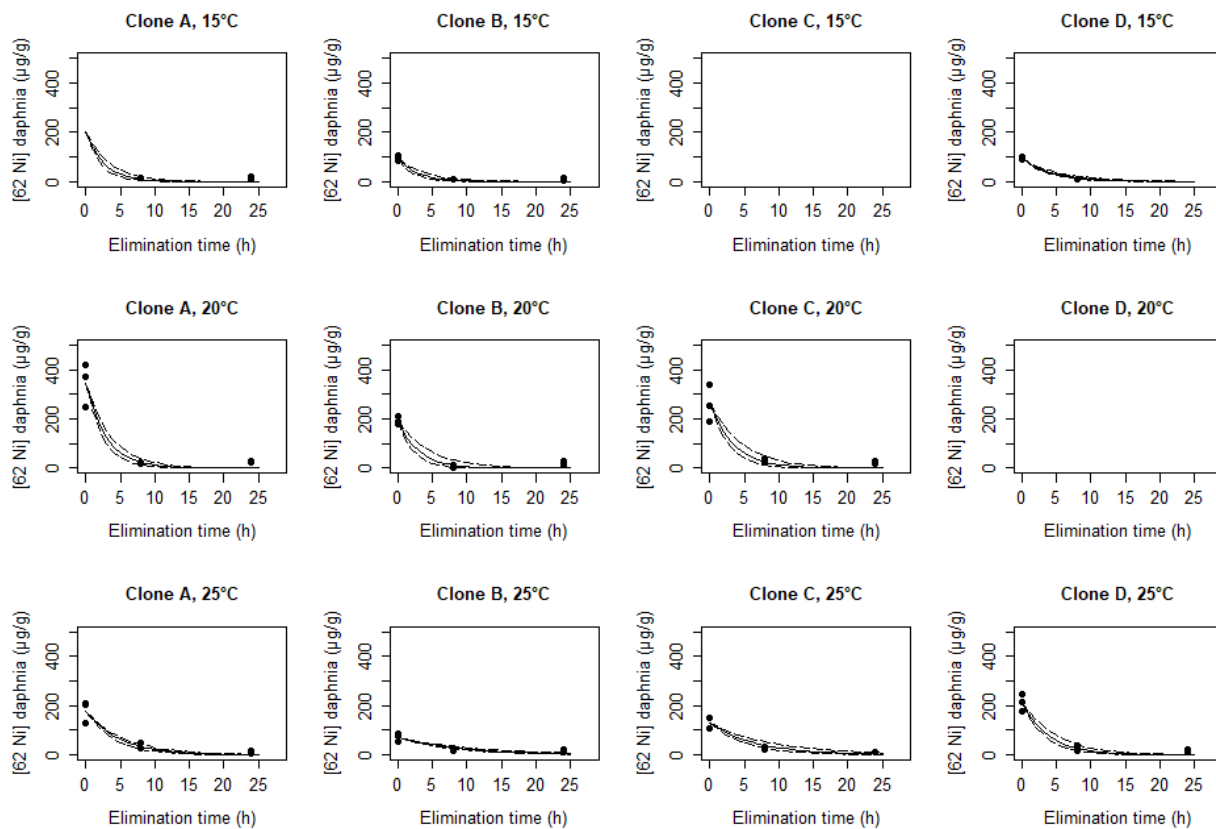 Clone A, 15°C
[62 Ni] daphnia (µg/g)
0 200 400
0 5 10 15 20 25
Elimination time (h)
Clone B, 15°C
[62 Ni] daphnia (µg/g)
0 200 400
0 5 10 15 20 25
Elimination time (h)
Clone C, 15°C
[62 Ni] daphnia (µg/g)
0 200 400
0 5 10 15 20 25
Elimination time (h)
Clone D, 15°C
[62 Ni] daphnia (µg/g)
0 200 400
0 5 10 15 20 25
Elimination time (h)
Clone A, 20°C
[62 Ni] daphnia (µg/g)
0 200 400
0 5 10 15 20 25
Elimination time (h)
Clone B, 20°C
[62 Ni] daphnia (µg/g)
0 200 400
0 5 10 15 20 25
Elimination time (h)
Clone C, 20°C
[62 Ni] daphnia (µg/g)
0 200 400
0 5 10 15 20 25
Elimination time (h)
Clone D, 20°C
[62 Ni] daphnia (µg/g)
0 200 400
0 5 10 15 20 25
Elimination time (h)
Clone A, 25°C
[62 Ni] daphnia (µg/g)
0 200 400
0 5 10 15 20 25
Elimination time (h)
Clone B, 25°C
[62 Ni] daphnia (µg/g)
0 200 400
0 5 10 15 20 25
Elimination time (h)
Clone C, 25°C
[62 Ni] daphnia (µg/g)
0 200 400
0 5 10 15 20 25
Elimination time (h)
Clone D, 25°C
[62 Ni] daphnia (µg/g)
0 200 400
0 5 10 15 20 25
Elimination time (h)